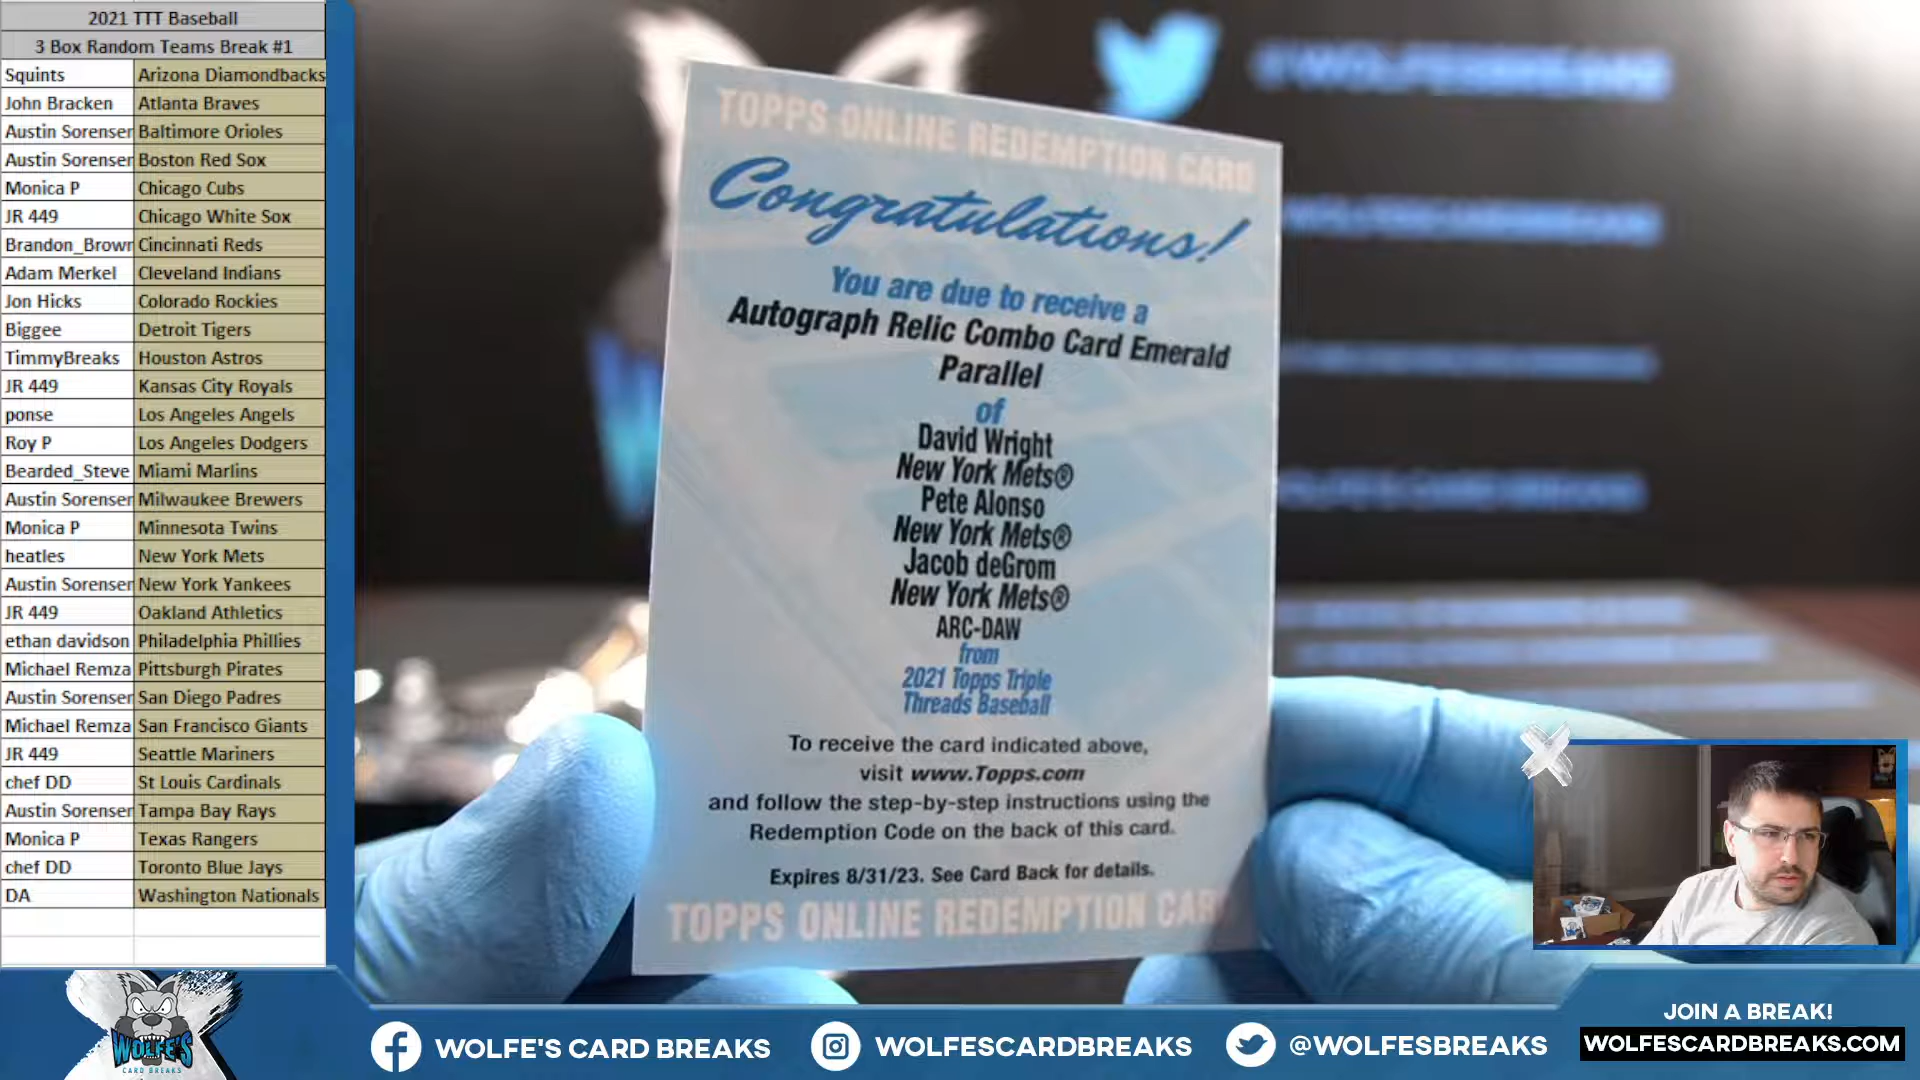 2021 TTT Baseball
3 Box Random Teams Break #1
Squints Arizona Diamondbacks
John Bracken Atlanta Braves
Austin Sorenser Baltimore Orioles
Austin Sorenser Boston Red Sox
Monica P Chicago Cubs
JR 449 Chicago White Sox
Brandon_Brown Cincinnati Reds
Adam Merkel Cleveland Indians
Jon Hicks Colorado Rockies
Biggee Detroit Tigers
TimmyBreaks Houston Astros
JR 449 Kansas City Royals
ponse Los Angeles Angels
Roy P Los Angeles Dodgers
Bearded_Steve Miami Marlins
Austin Sorenser Milwaukee Brewers
Monica P Minnesota Twins
heatles New York Mets
Austin Sorenser New York Yankees
JR 449 Oakland Athletics
ethan davidson Philadelphia Phillies
Michael Remza Pittsburgh Pirates
Austin Sorenser San Diego Padres
Michael Remza San Francisco Giants
JR 449 Seattle Mariners
chef DD St Louis Cardinals
Austin Sorenser Tampa Bay Rays
Monica P Texas Rangers
chef DD Toronto Blue Jays
DA Washington Nationals
TOPPS ONLINE REDEMPTION CARD
Congratulations!
You are due to receive a
Autograph Relic Combo Card Emerald
Parallel
of
David Wright
New York Mets®
Pete Alonso
New York Mets®
Jacob deGrom
New York Mets®
ARC-DAW
from
2021 Topps Triple
Threads Baseball
To receive the card indicated above,
visit www.Topps.com
and follow the step-by-step instructions using the
Redemption Code on the back of this card.
Expires 8/31/23. See Card Back for details.
TOPPS ONLINE REDEMPTION CAR
WOLFE'S
CARD BREAKS
WOLFE'S CARD BREAKS
WOLFESCARDBREAKS
@WOLFESBREAKS
JOIN A BREAK!
WOLFESCARDBREAKS.COM